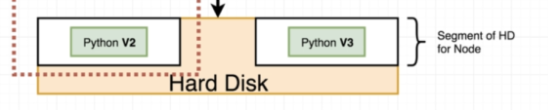 Python V2
Python V3
Segment of HD
for Node
Hard Disk